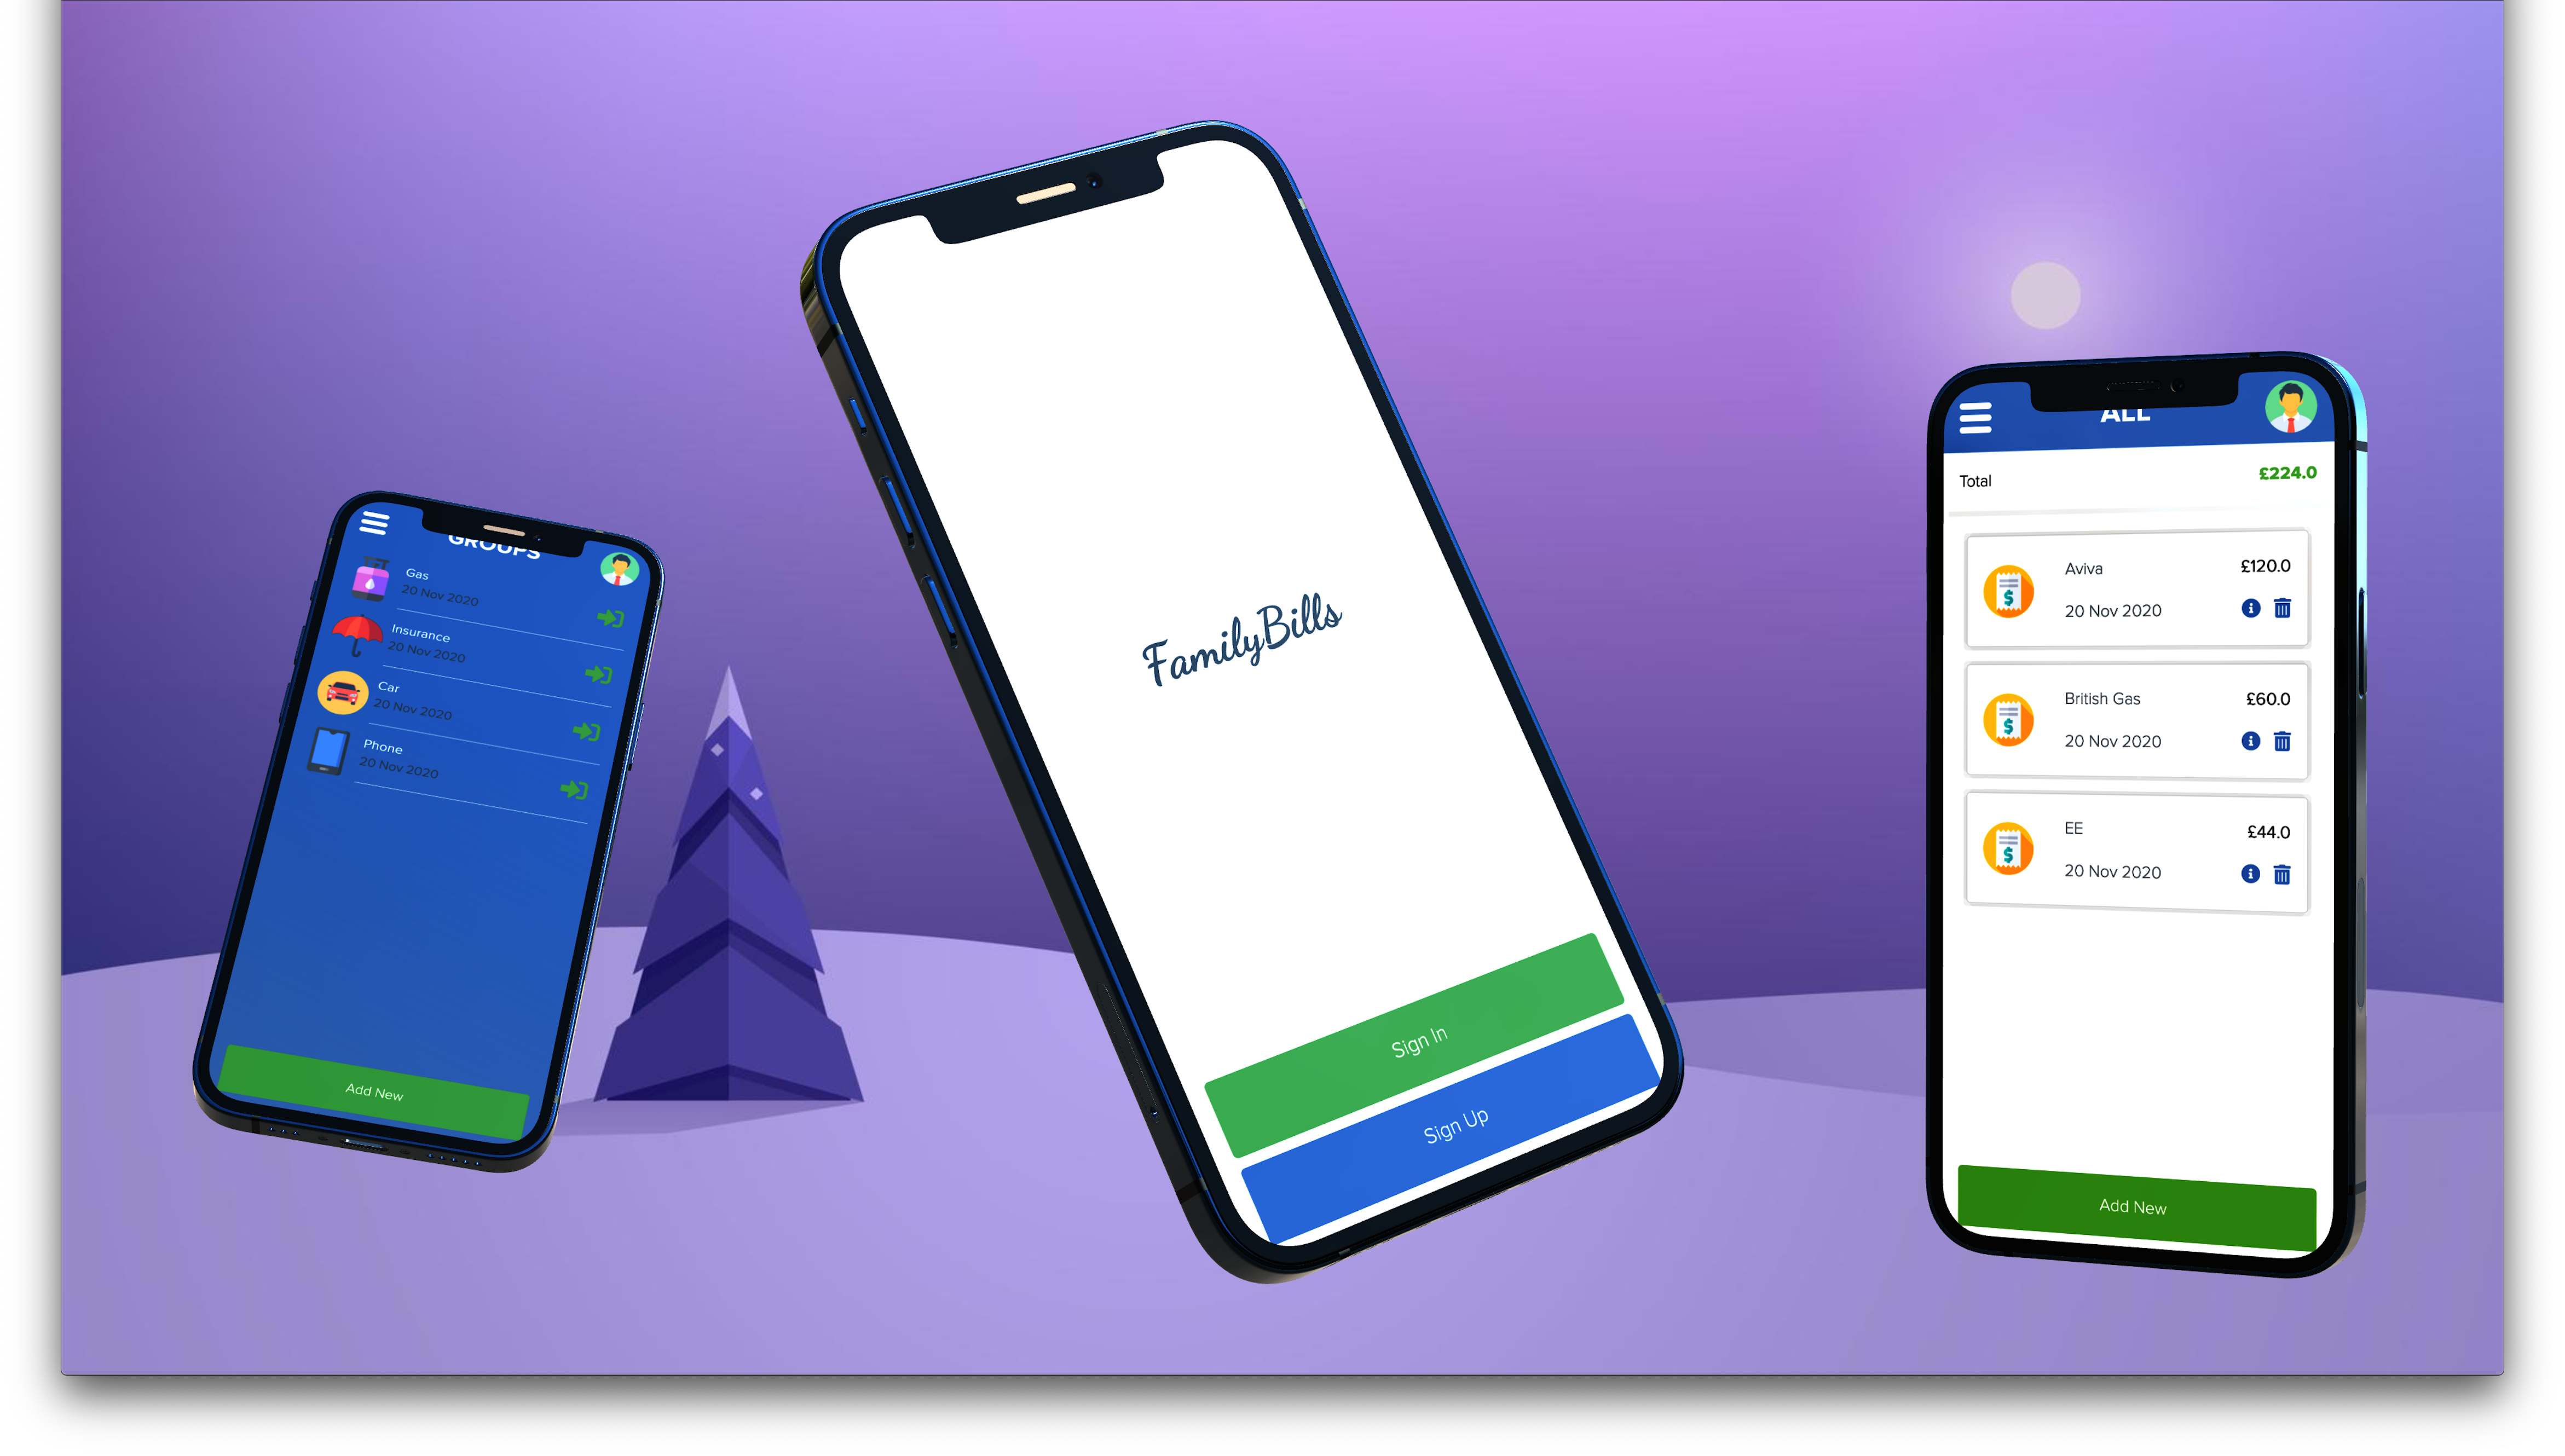 GROUPS
Gas
20 Nov 2020
Insurance
20 Nov 2020
Car
20 Nov 2020
Phone
20 Nov 2020
Add New
FamilyBills
Sign In
Sign Up
ALL
Total £224.0
Aviva £120.0
20 Nov 2020
British Gas £60.0
20 Nov 2020
EE £44.0
20 Nov 2020
Add New